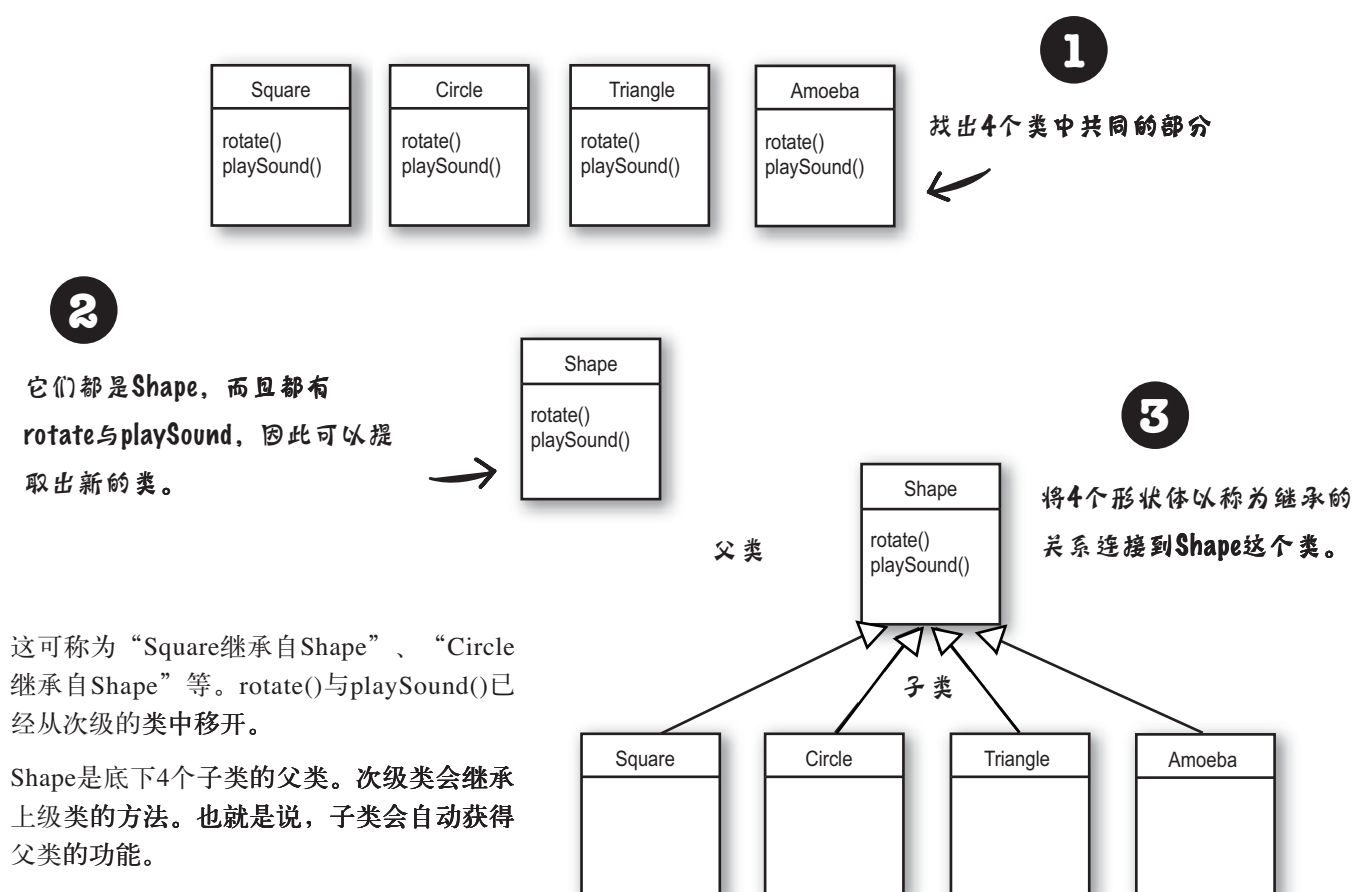 1
Square
rotate()
playSound()
Circle
rotate()
playSound()
Triangle
rotate()
playSound()
Amoeba
rotate()
playSound()
找出4个类中共同的部分
2
它们都是Shape，而且都有
rotate与playSound，因此可以提
取出新的类。
Shape
rotate()
playSound()
3
将4个形状体以称为继承的
关系连接到Shape这个类。
父类
Shape
rotate()
playSound()
子类
Square
Circle
Triangle
Amoeba
这可称为“Square继承自Shape”、“Circle
继承自Shape”等。rotate()与playSound()已
经从次级的类中移开。
Shape是底下4个子类的父类。次级类会继承
上级类的方法。也就是说，子类会自动获得
父类的功能。